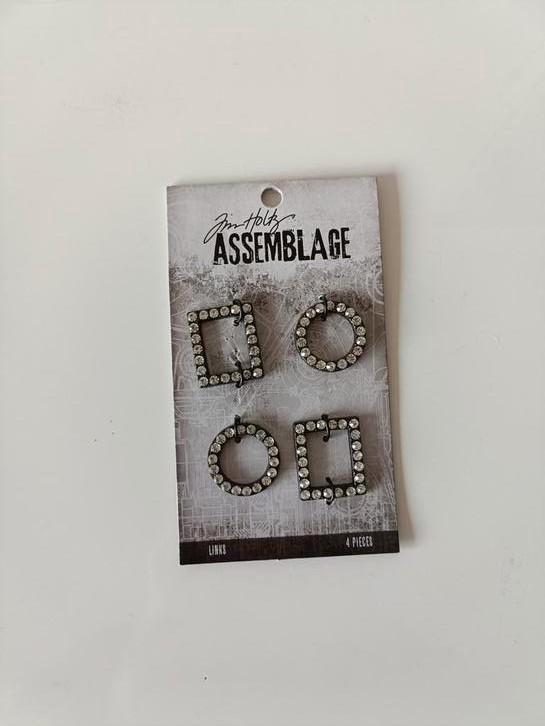 Tim Holtz
ASSEMBLAGE
LINKS
4 PIECES